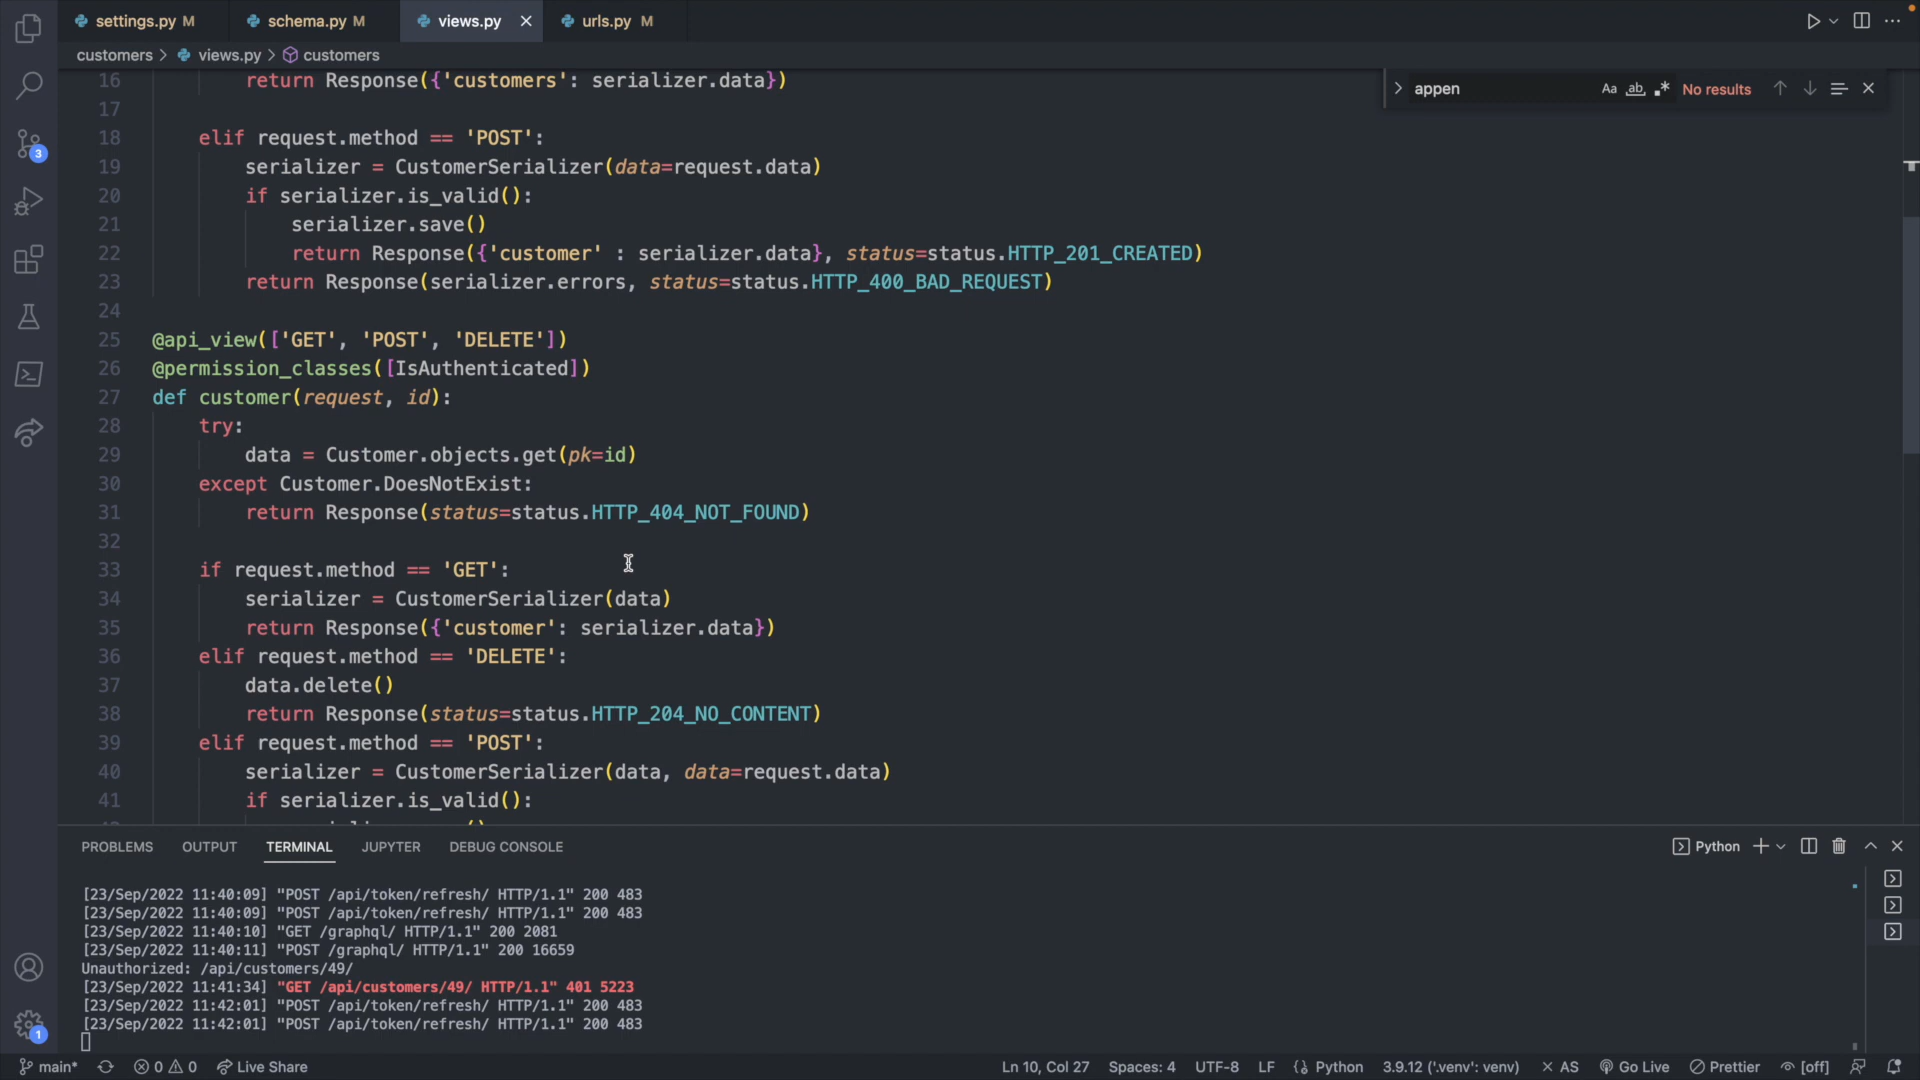 settings.py M
schema.py M
views.py
urls.py M
customers > views.py > customers
appen
Aa ab
No results
16 return Response({'customers': serializer.data})
17
18 elif request.method == 'POST':
19 serializer = CustomerSerializer(data=request.data)
20 if serializer.is_valid():
21 serializer.save()
22 return Response({'customer' : serializer.data}, status=status.HTTP_201_CREATED)
23 return Response(serializer.errors, status=status.HTTP_400_BAD_REQUEST)
24
25 @api_view(['GET', 'POST', 'DELETE'])
26 @permission_classes([IsAuthenticated])
27 def customer(request, id):
28 try:
29 data = Customer.objects.get(pk=id)
30 except Customer.DoesNotExist:
31 return Response(status=status.HTTP_404_NOT_FOUND)
32
33 if request.method == 'GET':
34 serializer = CustomerSerializer(data)
35 return Response({'customer': serializer.data})
36 elif request.method == 'DELETE':
37 data.delete()
38 return Response(status=status.HTTP_204_NO_CONTENT)
39 elif request.method == 'POST':
40 serializer = CustomerSerializer(data, data=request.data)
41 if serializer.is_valid():
3
PROBLEMS OUTPUT TERMINAL JUPYTER DEBUG CONSOLE
Python
[23/Sep/2022 11:40:09] "POST /api/token/refresh/ HTTP/1.1" 200 483
[23/Sep/2022 11:40:09] "POST /api/token/refresh/ HTTP/1.1" 200 483
[23/Sep/2022 11:40:10] "GET /graphql/ HTTP/1.1" 200 2081
[23/Sep/2022 11:40:11] "POST /graphql/ HTTP/1.1" 200 16659
Unauthorized: /api/customers/49/
[23/Sep/2022 11:41:34] "GET /api/customers/49/ HTTP/1.1" 401 5223
[23/Sep/2022 11:42:01] "POST /api/token/refresh/ HTTP/1.1" 200 483
[23/Sep/2022 11:42:01] "POST /api/token/refresh/ HTTP/1.1" 200 483
1
main* 0 0 Live Share Ln 10, Col 27 Spaces: 4 UTF-8 LF Python 3.9.12 ('.venv': venv) AS Go Live Prettier [off]